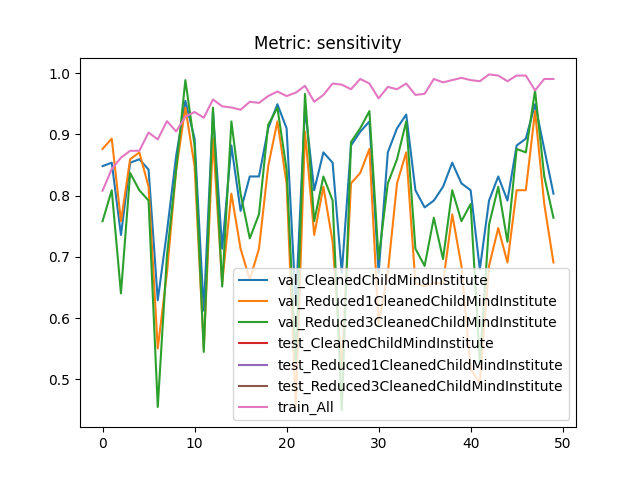 Metric: sensitivity
1.0
0.9
0.8
0.7
0.6
0.5
0
10
20
30
40
50
val_CleanedChildMindInstitute
val_Reduced1CleanedChildMindInstitute
val_Reduced3CleanedChildMindInstitute
test_CleanedChildMindInstitute
test_Reduced1CleanedChildMindInstitute
test_Reduced3CleanedChildMindInstitute
train_All